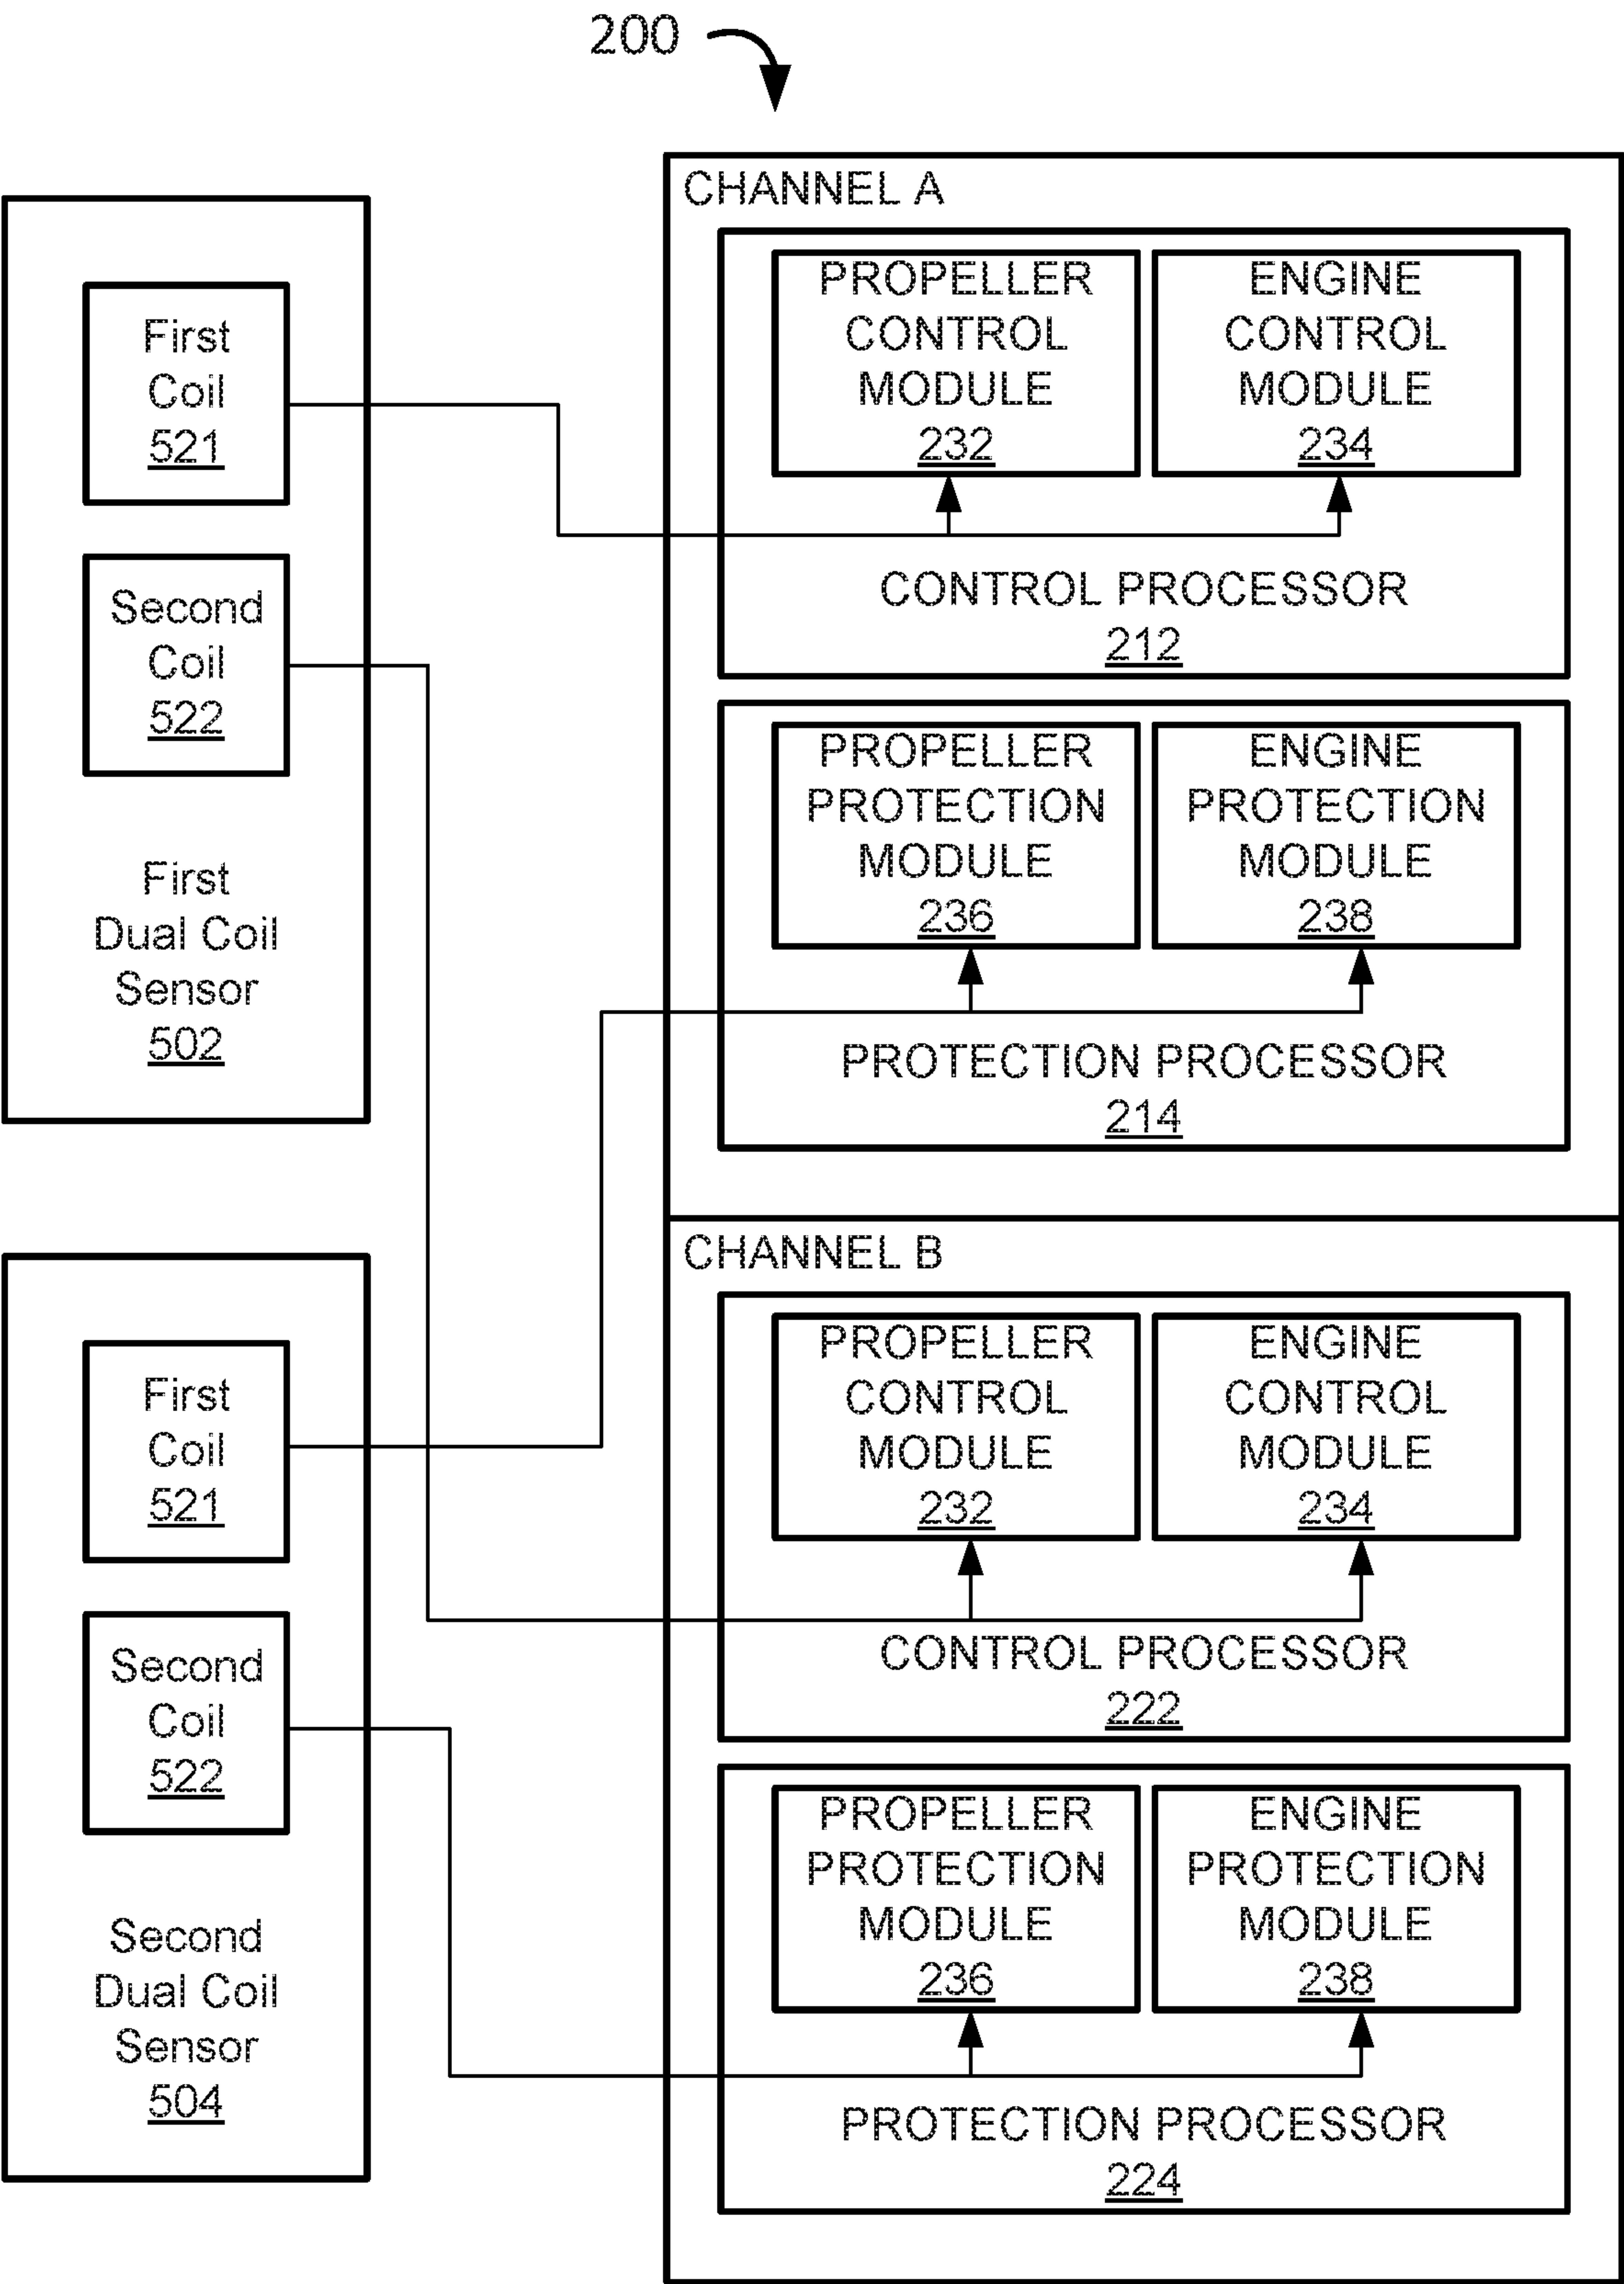 200
First
Coil
521
Second
Coil
522
First
Dual Coil
Sensor
502
First
Coil
521
Second
Coil
522
Second
Dual Coil
Sensor
504
CHANNEL A
PROPELLER
CONTROL
MODULE
232
ENGINE
CONTROL
MODULE
234
CONTROL PROCESSOR
212
PROPELLER
PROTECTION
MODULE
236
ENGINE
PROTECTION
MODULE
238
PROTECTION PROCESSOR
214
CHANNEL B
PROPELLER
CONTROL
MODULE
232
ENGINE
CONTROL
MODULE
234
CONTROL PROCESSOR
222
PROPELLER
PROTECTION
MODULE
236
ENGINE
PROTECTION
MODULE
238
PROTECTION PROCESSOR
224